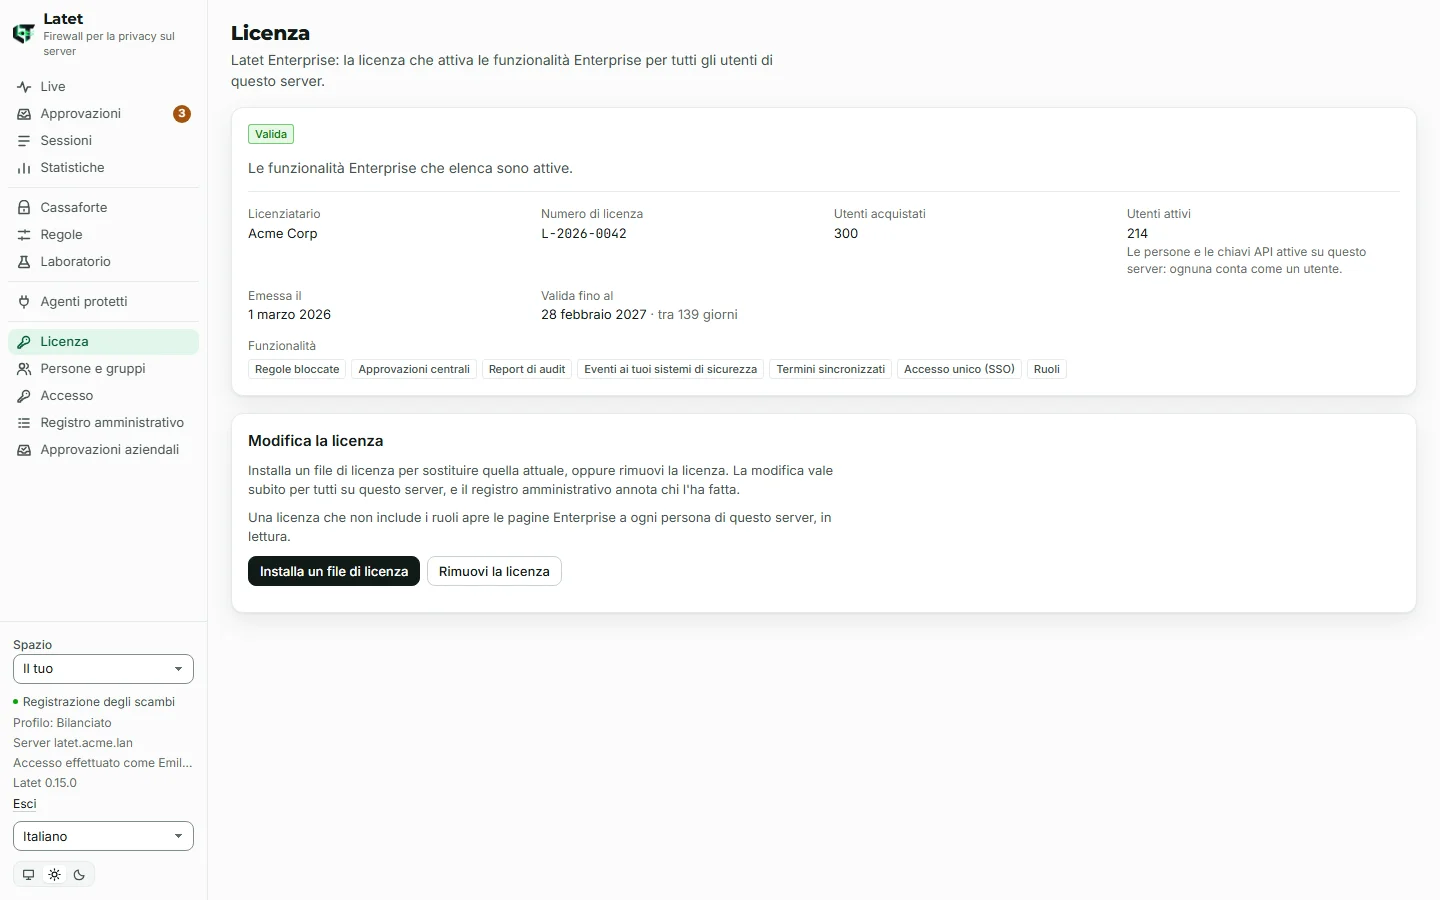 Latet
Firewall per la privacy sul
server
Live
Approvazioni
3
Sessioni
Statistiche
Cassaforte
Regole
Laboratorio
Agenti protetti
Licenza
Persone e gruppi
Accesso
Registro amministrativo
Approvazioni aziendali
Spazio
Il tuo
Registrazione degli scambi
Profilo: Bilanciato
Server latet.acme.lan
Accesso effettuato come Emil...
Latet 0.15.0
Esci
Italiano
Licenza
Latet Enterprise: la licenza che attiva le funzionalità Enterprise per tutti gli utenti di
questo server.
Valida
Le funzionalità Enterprise che elenca sono attive.
Licenziatario
Acme Corp
Numero di licenza
L-2026-0042
Utenti acquistati
300
Utenti attivi
214
Le persone e le chiavi API attive su questo
server: ognuna conta come un utente.
Emessa il
1 marzo 2026
Valida fino al
28 febbraio 2027 · tra 139 giorni
Funzionalità
Regole bloccate
Approvazioni centrali
Report di audit
Eventi ai tuoi sistemi di sicurezza
Termini sincronizzati
Accesso unico (SSO)
Ruoli
Modifica la licenza
Installa un file di licenza per sostituire quella attuale, oppure rimuovi la licenza. La modifica vale
subito per tutti su questo server, e il registro amministrativo annota chi l'ha fatta.
Una licenza che non include i ruoli apre le pagine Enterprise a ogni persona di questo server, in
lettura.
Installa un file di licenza
Rimuovi la licenza